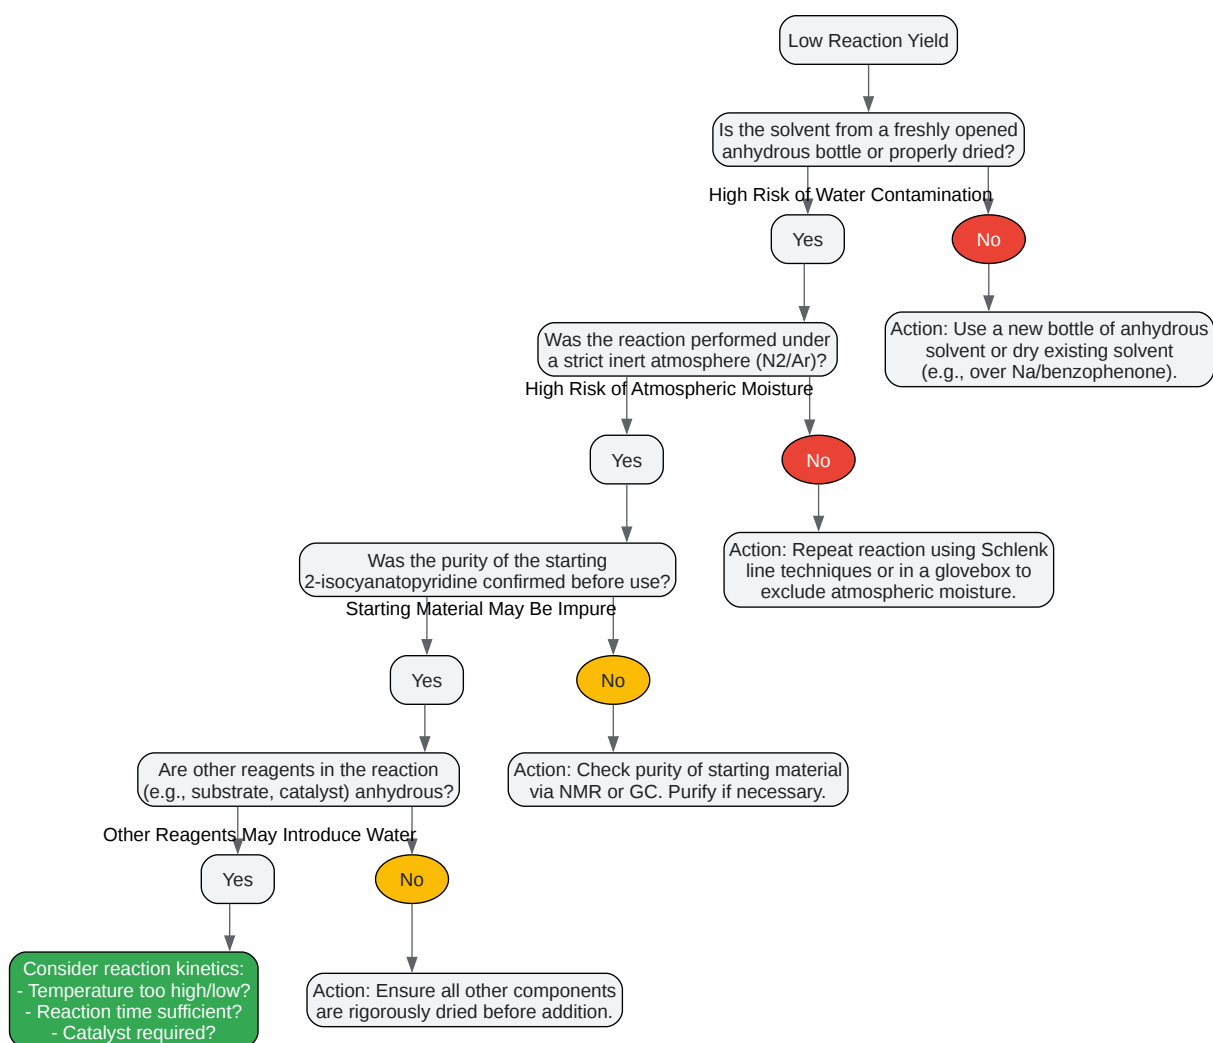 Low Reaction Yield
Is the solvent from a freshly opened
anhydrous bottle or properly dried?
High Risk of Water Contamination
Yes
No
Action: Use a new bottle of anhydrous
solvent or dry existing solvent
(e.g., over Na/benzophenone).
Was the reaction performed under
a strict inert atmosphere (N2/Ar)?
High Risk of Atmospheric Moisture
Yes
No
Action: Repeat reaction using Schlenk
line techniques or in a glovebox to
exclude atmospheric moisture.
Was the purity of the starting
2-isocyanatopyridine confirmed before use?
Starting Material May Be Impure
Yes
No
Action: Check purity of starting material
via NMR or GC. Purify if necessary.
Are other reagents in the reaction
(e.g., substrate, catalyst) anhydrous?
Other Reagents May Introduce Water
Yes
No
Consider reaction kinetics:
- Temperature too high/low?
- Reaction time sufficient?
- Catalyst required?
Action: Ensure all other components
are rigorously dried before addition.